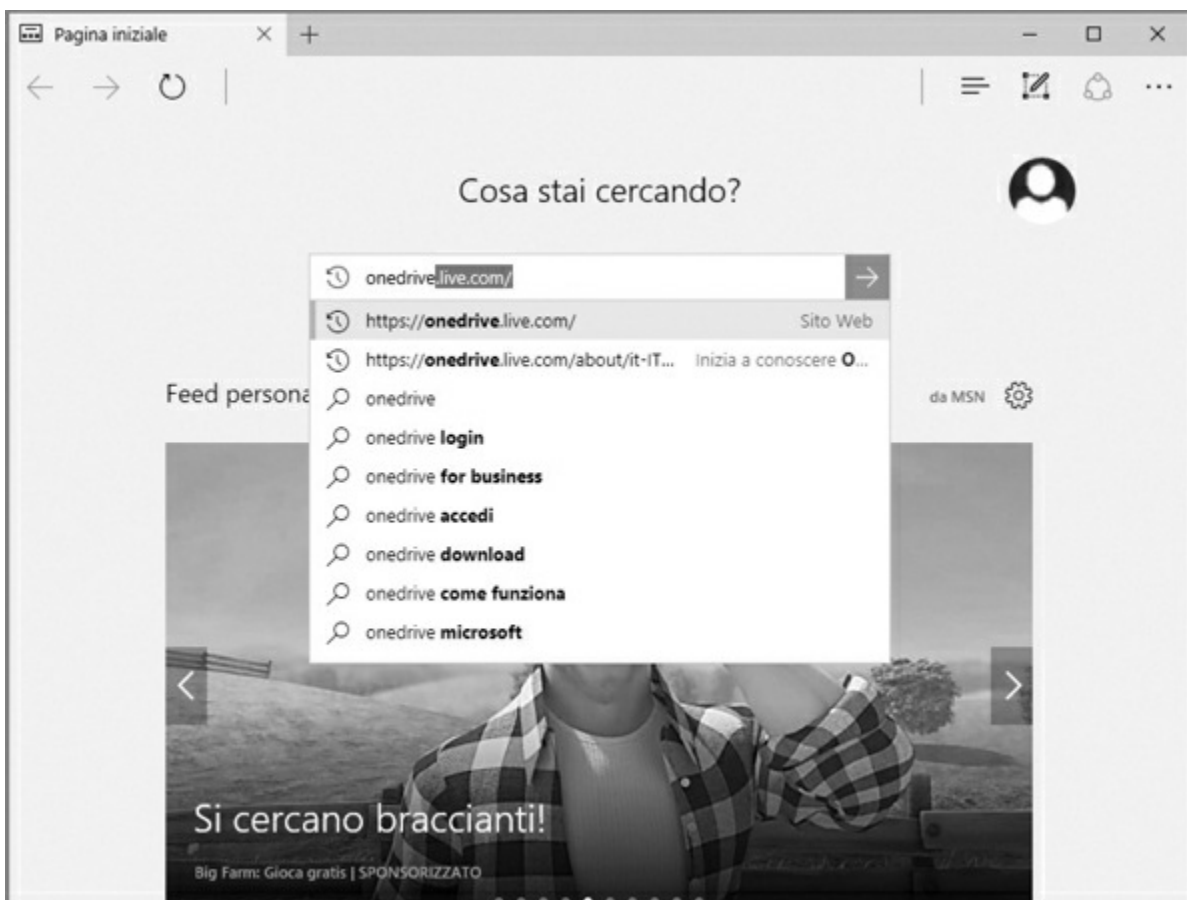 Pagina iniziale
Cosa stai cercando?
onedrive.live.com/
https://onedrive.live.com/ Sito Web
https://onedrive.live.com/about/it-IT... Inizia a conoscere O...
Feed persona
da MSN
onedrive
onedrive login
onedrive for business
onedrive accedi
onedrive download
onedrive come funziona
onedrive microsoft
Si cercano braccianti!
Big Farm: Gioca gratis | SPONSORIZZATO